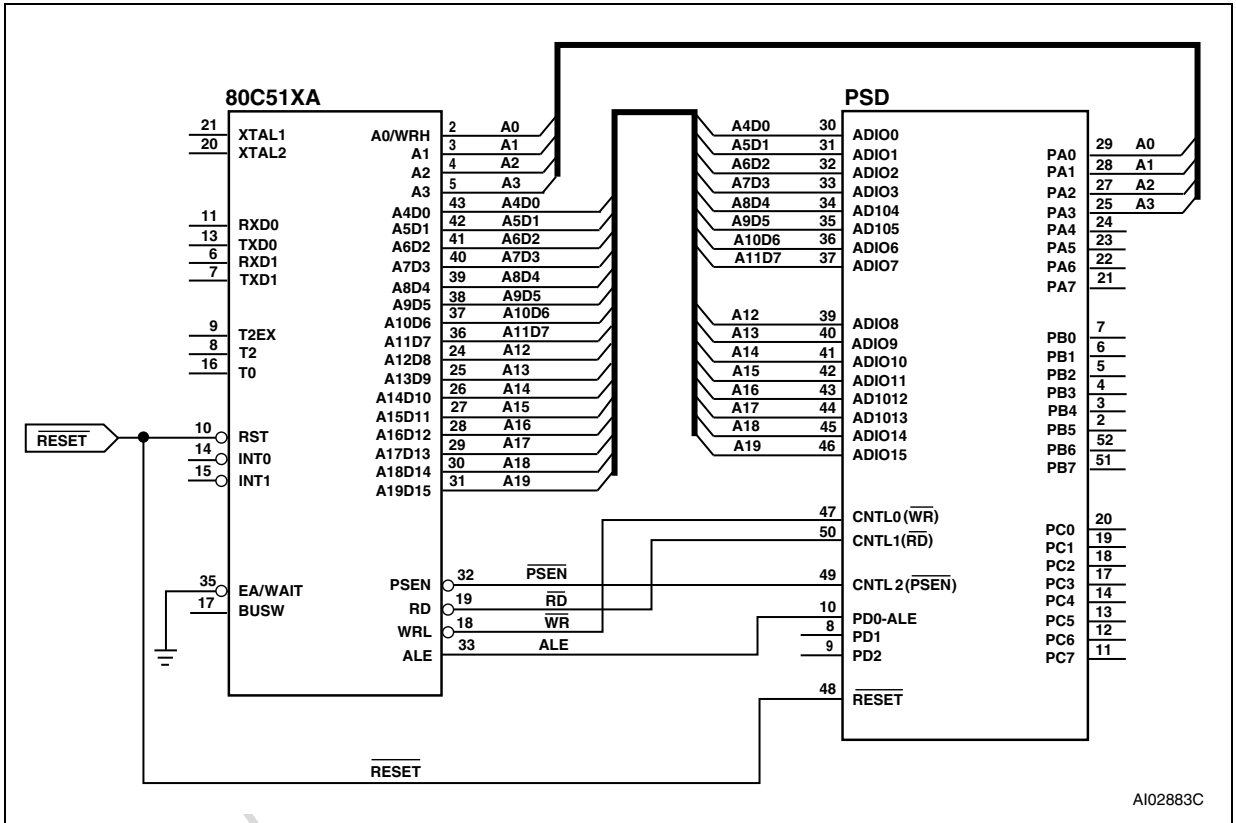 80C51XA
PSD
21 XTAL1
20 XTAL2
11 RXD0
13 TXD0
6 RXD1
7 TXD1
9 T2EX
8 T2
16 T0
RESET
10 RST
14 INT0
15 INT1
35 EA/WAIT
17 BUSW
A0/WRH 2 A0
A1 3 A1
A2 4 A2
A3 5 A3
A4D0 43 A4D0
A5D1 42 A5D1
A6D2 41 A6D2
A7D3 40 A7D3
A8D4 39 A8D4
A9D5 38 A9D5
A10D6 37 A10D6
A11D7 36 A11D7
A12D8 24 A12
A13D9 25 A13
A14D10 26 A14
A15D11 27 A15
A16D12 28 A16
A17D13 29 A17
A18D14 30 A18
A19D15 31 A19
PSEN 32 PSEN
RD 19 RD
WRL 18 WR
ALE 33 ALE
A4D0 30 ADIO0
A5D1 31 ADIO1
A6D2 32 ADIO2
A7D3 33 ADIO3
A8D4 34 AD104
A9D5 35 AD105
A10D6 36 ADIO6
A11D7 37 ADIO7
A12 39 ADIO8
A13 40 ADIO9
A14 41 ADIO10
A15 42 ADIO11
A16 43 AD1012
A17 44 AD1013
A18 45 ADIO14
A19 46 ADIO15
47 CNTL0(WR)
50 CNTL1(RD)
49 CNTL2(PSEN)
10 PD0-ALE
8 PD1
9 PD2
48 RESET
PA0 29 A0
PA1 28 A1
PA2 27 A2
PA3 25 A3
PA4 24
PA5 23
PA6 22
PA7 21
PB0 7
PB1 6
PB2 5
PB3 4
PB4 3
PB5 2
PB6 52
PB7 51
PC0 20
PC1 19
PC2 18
PC3 17
PC4 14
PC5 13
PC6 12
PC7 11
RESET
AI02883C